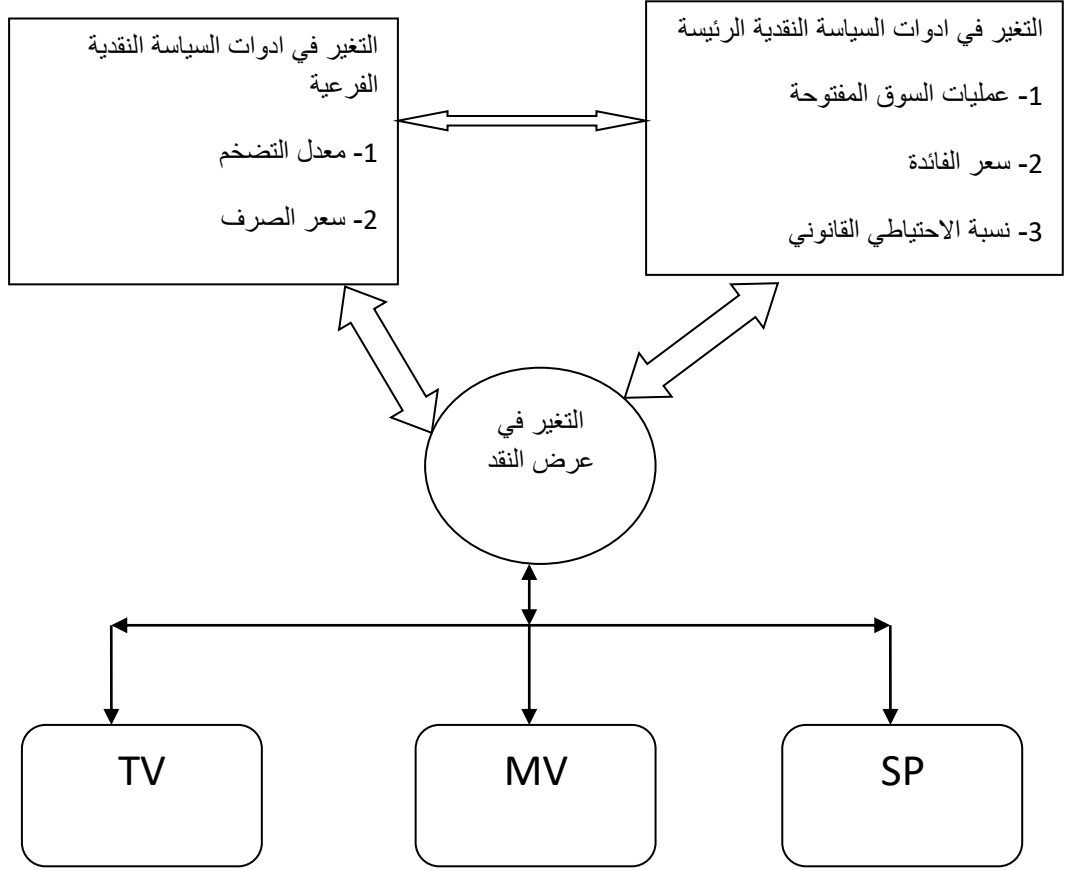 التغير في ادوات السياسة النقدية الرئيسة
1- عمليات السوق المفتوحة
2- سعر الفائدة
3- نسبة الاحتياطي القانوني
التغير في ادوات السياسة النقدية
الفرعية
1- معدل التضخم
2- سعر الصرف
التغير في
عرض النقد
SP
MV
TV